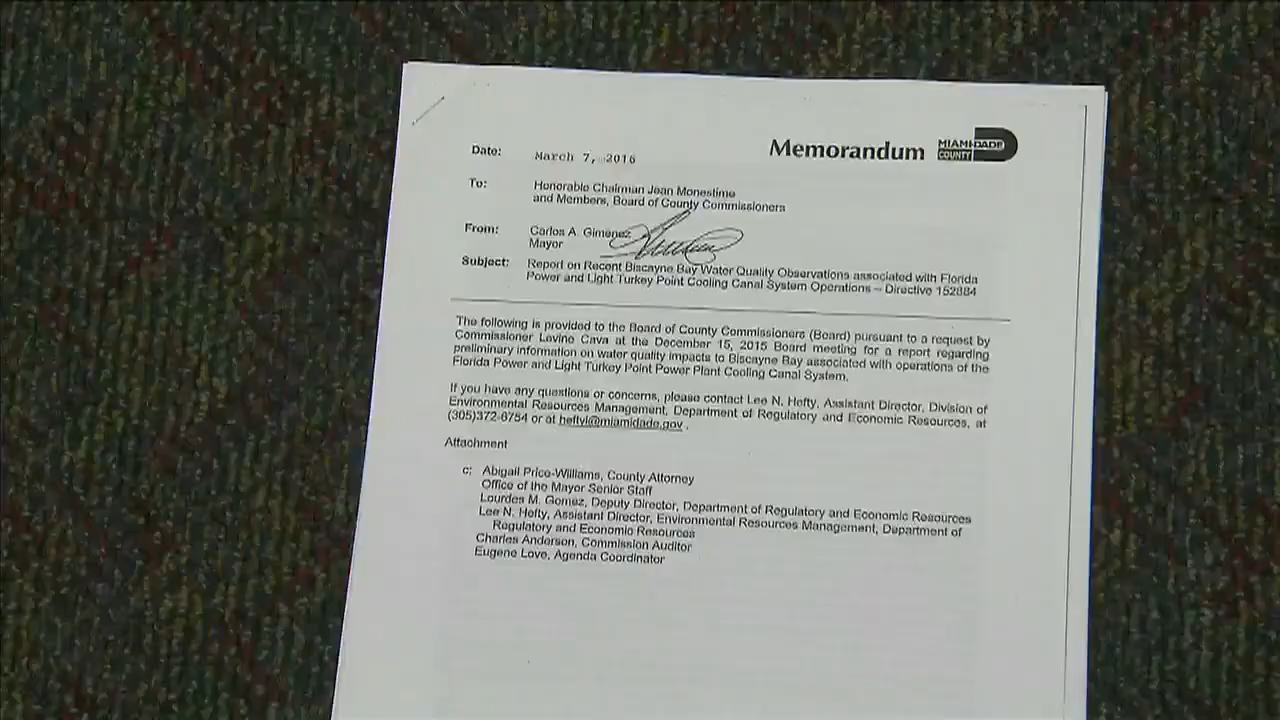 Memorandum
MIAMI-DADE
COUNTY
Date: March 7, 2016
To: Honorable Chairman Jean Monestime
and Members, Board of County Commissioners
From: Carlos A. Gimenez
Mayor
Subject: Report on Recent Biscayne Bay Water Quality Observations associated with Florida
Power and Light Turkey Point Cooling Canal System Operations – Directive 152884
The following is provided to the Board of County Commissioners (Board) pursuant to a request by
Commissioner Levine Cava at the December 15, 2015 Board meeting for a report regarding
preliminary information on water quality impacts to Biscayne Bay associated with operations of the
Florida Power and Light Turkey Point Power Plant Cooling Canal System.
If you have any questions or concerns, please contact Lee N. Hefty, Assistant Director, Division of
Environmental Resources Management, Department of Regulatory and Economic Resources, at
(305)372-6754 or at heftyl@miamidade.gov .
Attachment
c: Abigail Price-Williams, County Attorney
Office of the Mayor Senior Staff
Lourdes M. Gomez, Deputy Director, Department of Regulatory and Economic Resources
Lee N. Hefty, Assistant Director, Environmental Resources Management, Department of
Regulatory and Economic Resources
Charles Anderson, Commission Auditor
Eugene Love, Agenda Coordinator